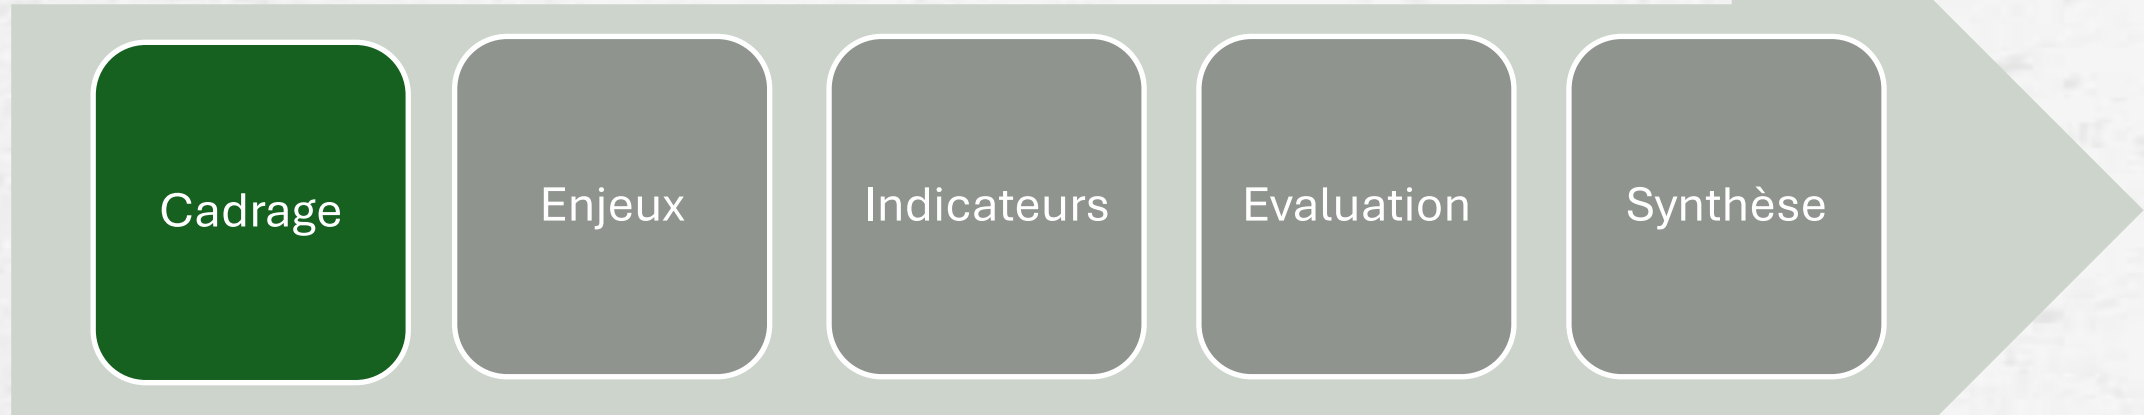 Cadrage
Enjeux
Indicateurs
Evaluation
Synthèse